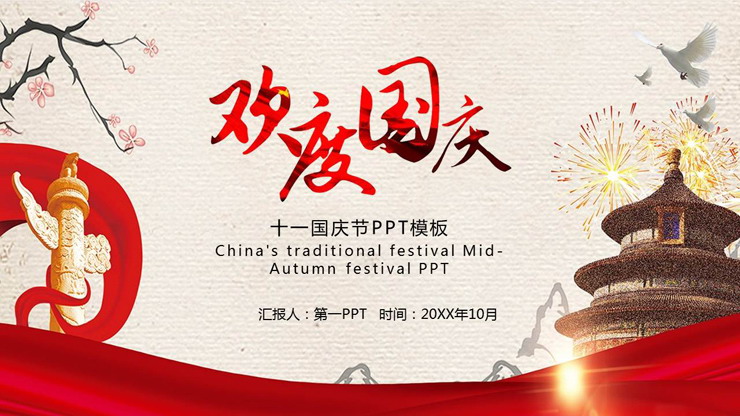 欢度国庆
十一国庆节PPT模板
China's traditional festival Mid-
Autumn festival PPT
汇报人：第一PPT 时间：20XX年10月